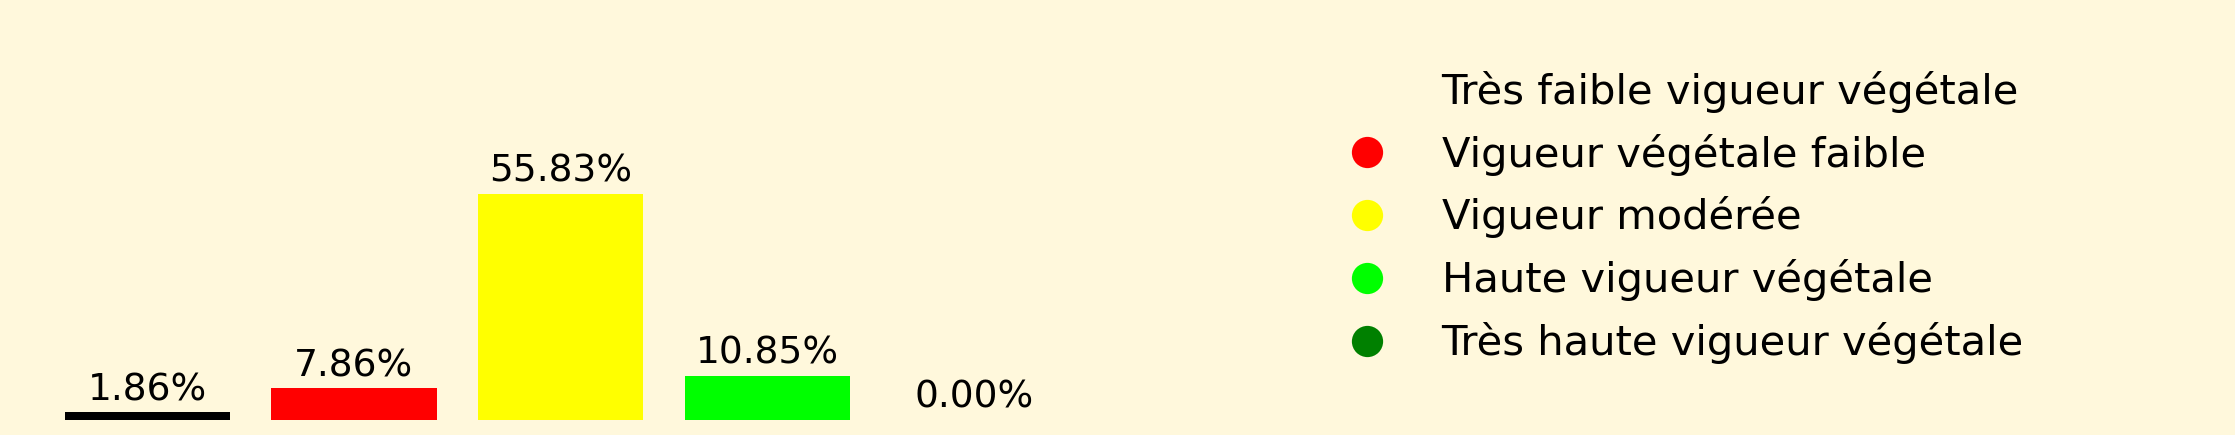 1.86%
7.86%
55.83%
10.85%
0.00%
Très faible vigueur végétale
Vigueur végétale faible
Vigueur modérée
Haute vigueur végétale
Très haute vigueur végétale